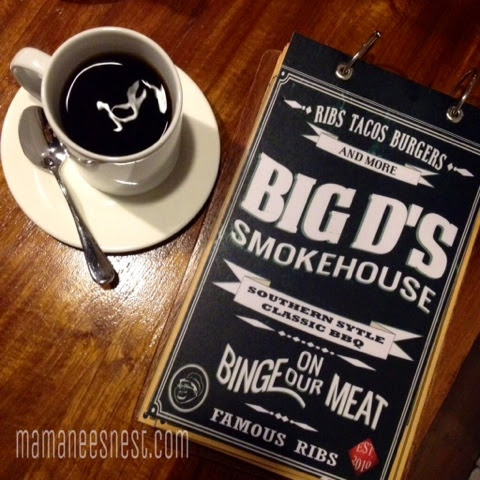 RIBS TACOS BURGERS
AND MORE
BIG D'S
SMOKEHOUSE
SOUTHERN SYTLE
CLASSIC BBQ
BINGE ON OUR MEAT
FAMOUS RIBS
EST
2010
mamaneesnest.com